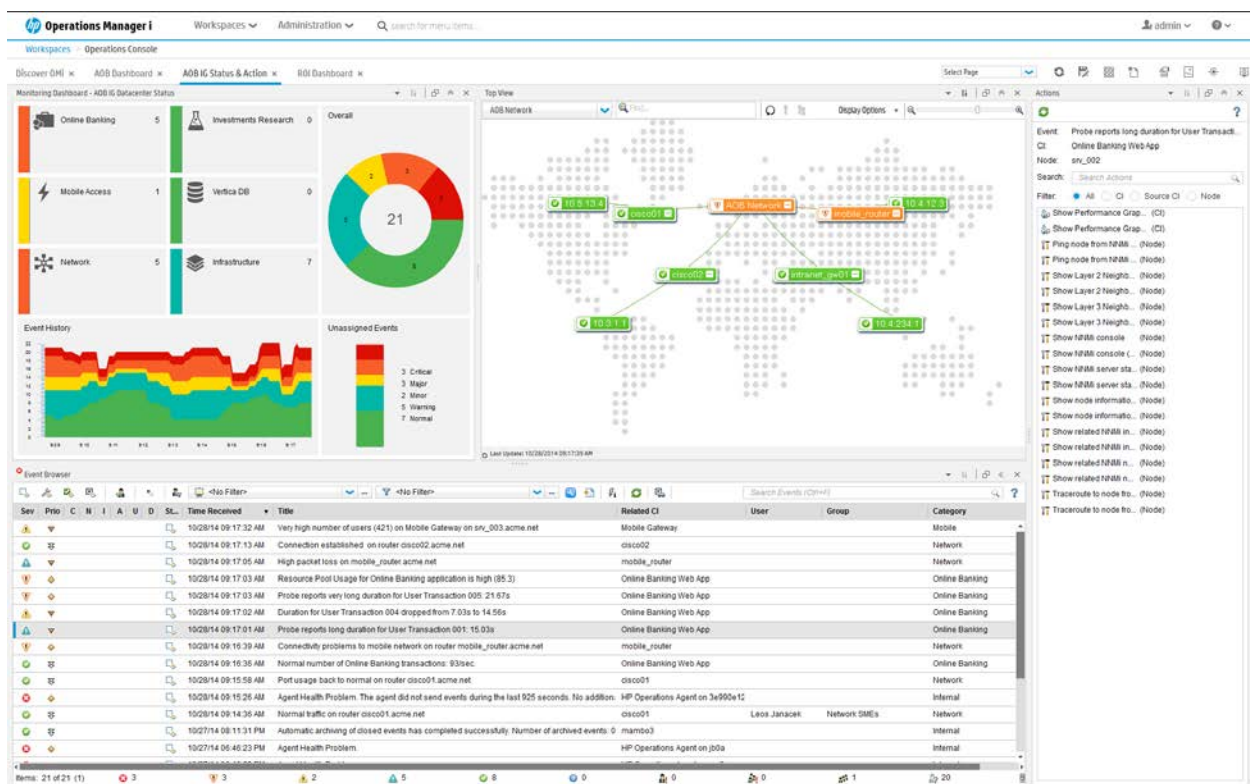 hp Operations Manager i Workspaces Administration search for menu items admin
Workspaces > Operations Console
Discover OMi × AOB Dashboard × AOB IG Status & Action × ROI Dashboard × Select Page
Monitoring Dashboard - AOB IG Datacenter Status
Online Banking 5
Investments Research 0
Mobile Access 1
Vertica DB 0
Network 5
Infrastructure 7
Overall
21
Event History
Unassigned Events
3 Critical
3 Major
2 Minor
5 Warning
7 Normal
Top View
AOB Network Find... Display Options
10.8.13.4
cisco01
AOB Network
mobile_router
10.4.12.3
cisco02
intranet_gw01
10.3.1.1
10.4.234.1
Last Update: 10/28/2014 09:17:39 AM
Actions
?
Event: Probe reports long duration for User Transacti...
CI: Online Banking Web App
Node: srv_002
Search: Search Actions
Filter: All CI Source CI Node
Show Performance Grap... (CI)
Show Performance Grap... (CI)
Ping node from NNMi ... (Node)
Ping node from NNMi ... (Node)
Show Layer 2 Neighb... (Node)
Show Layer 2 Neighb... (Node)
Show Layer 3 Neighb... (Node)
Show Layer 3 Neighb... (Node)
Show NNMi console (Node)
Show NNMi console (... (Node)
Show NNMi server sta... (Node)
Show NNMi server sta... (Node)
Show node informatio... (Node)
Show node informatio... (Node)
Show related NNMi in... (Node)
Show related NNMi in... (Node)
Show related NNMi n... (Node)
Show related NNMi n... (Node)
Traceroute to node fro... (Node)
Traceroute to node fro... (Node)
Event Browser
<No Filter> <No Filter> Search Events (Ctrl+F) ?
Sev Prio C N I A U D St... Time Received Title Related CI User Group Category
10/28/14 09:17:32 AM Very high number of users (421) on Mobile Gateway on srv_003.acme.net Mobile Gateway Mobile
10/28/14 09:17:13 AM Connection established on router cisco02.acme.net cisco02 Network
10/28/14 09:17:05 AM High packet loss on mobile_router.acme.net mobile_router Network
10/28/14 09:17:03 AM Resource Pool Usage for Online Banking application is high (85.3) Online Banking Web App Online Banking
10/28/14 09:17:03 AM Probe reports very long duration for User Transaction 005: 21.67s Online Banking Web App Online Banking
10/28/14 09:17:02 AM Duration for User Transaction 004 dropped from 7.03s to 14.56s Online Banking Web App Online Banking
10/28/14 09:17:01 AM Probe reports long duration for User Transaction 001: 15.03s Online Banking Web App Online Banking
10/28/14 09:16:39 AM Connectivity problems to mobile network on router mobile_router.acme.net mobile_router Network
10/28/14 09:16:36 AM Normal number of Online Banking transactions: 93/sec Online Banking Web App Online Banking
10/28/14 09:15:58 AM Port usage back to normal on router cisco01.acme.net cisco01 Network
10/28/14 09:15:26 AM Agent Health Problem. The agent did not send events during the last 925 seconds. No addition. HP Operations Agent on 3e990e12 Internal
10/28/14 09:14:36 AM Normal traffic on router cisco01.acme.net cisco01 Leos Janacek Network SMEs Network
10/27/14 08:11:31 PM Automatic archiving of closed events has completed successfully. Number of archived events: 0 mambo3 Internal
10/27/14 06:46:23 PM Agent Health Problem. HP Operations Agent on jb0a Internal
Items: 21 of 21 (1) 3 3 2 5 8 0 0 0 1 20